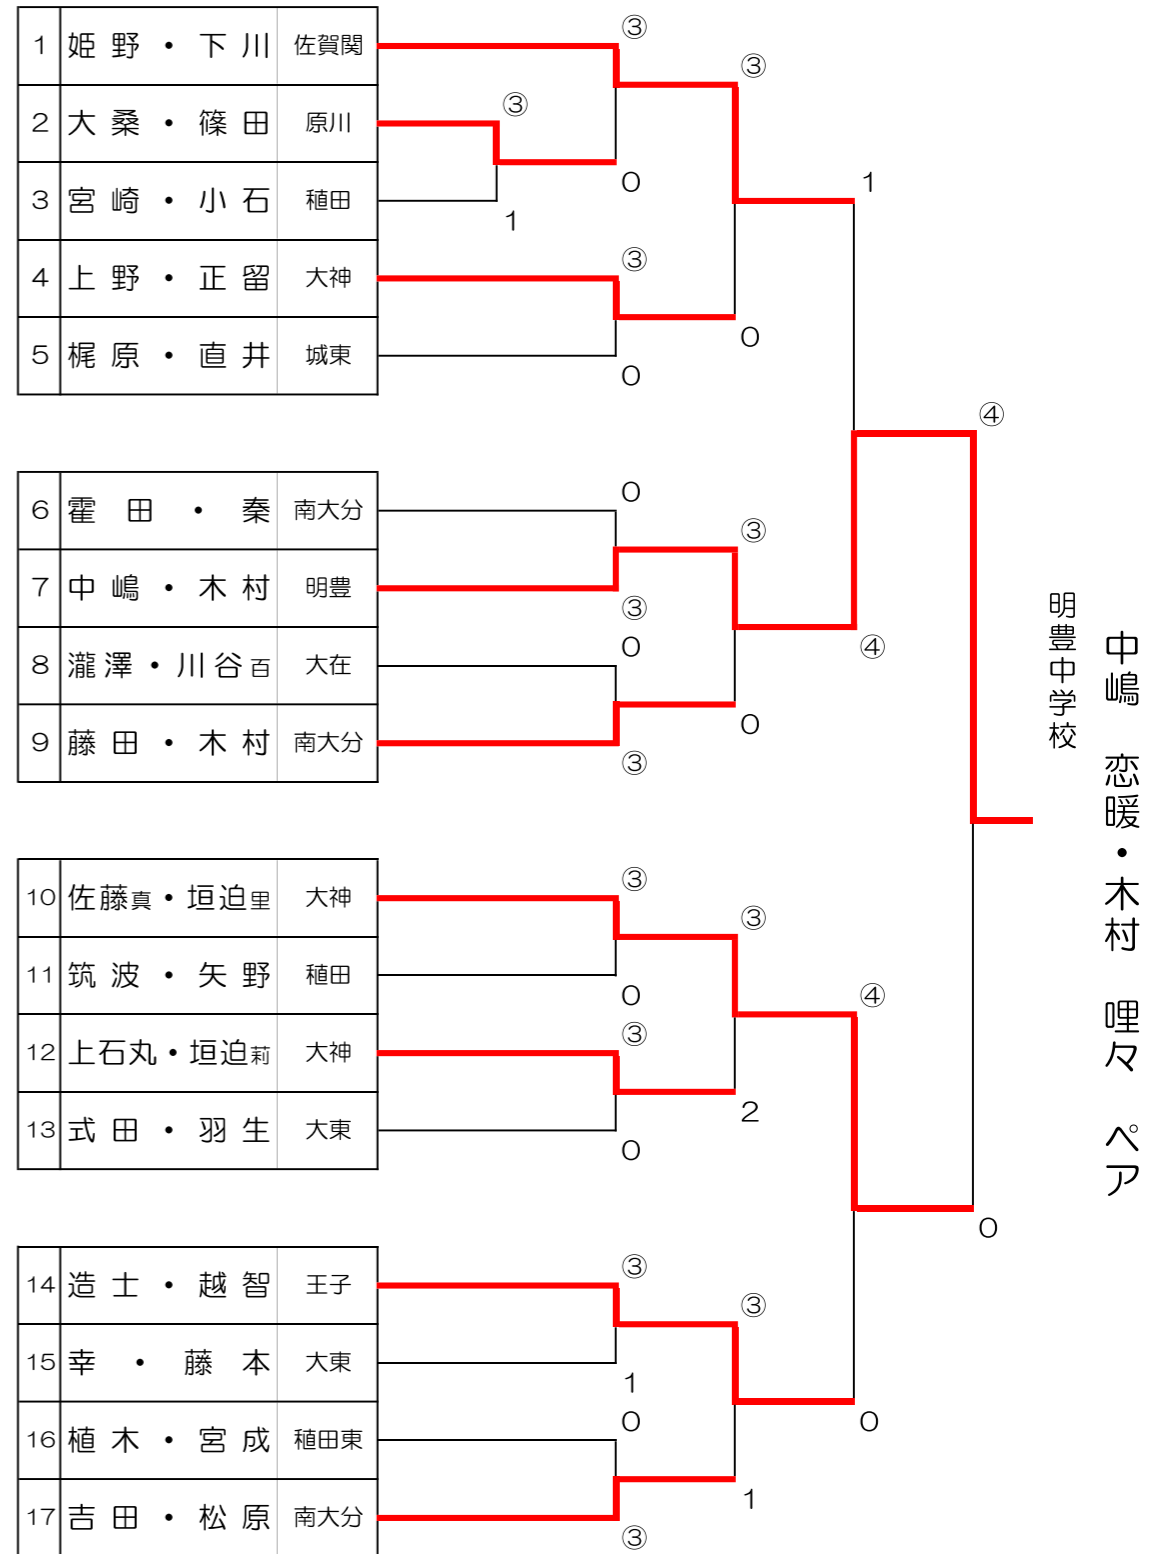 1 姫野・下川 佐賀関
2 大桑・篠田 原川
3 宮崎・小石 稙田
4 上野・正留 大神
5 梶原・直井 城東
6 霍田・秦 南大分
7 中嶋・木村 明豊
8 瀧澤・川谷百 大在
9 藤田・木村 南大分
10 佐藤真・垣迫里 大神
11 筑波・矢野 稙田
12 上石丸・垣迫莉 大神
13 式田・羽生 大東
14 造士・越智 王子
15 幸・藤本 大東
16 植木・宮成 稙田東
17 吉田・松原 南大分
③
③
③
0
1
1
③
0
0
④
0
③
③
0
④
0
③
③
③
④
0
③
2
0
0
③
③
1
0
0
1
③
明豊中学校
中嶋 恋暖・木村 哩々 ペア